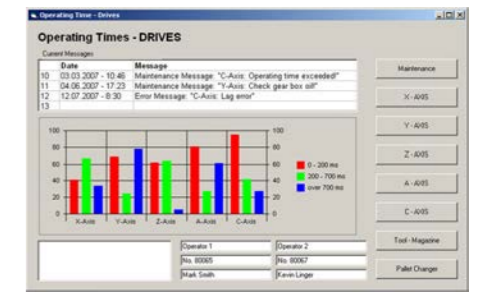 Operating Time - Drives
Operating Times - DRIVES
Current Messages
Date Message
10 03.03.2007 - 10:46 Maintenance Message: "C-Axis: Operating time exceeded!"
11 04.06.2007 - 17:23 Maintenance Message: "Y-Axis: Check gear box oil!"
12 12.07.2007 - 8:30 Error Message: "C-Axis: Lag error"
13
Maintenance
X - AXIS
Y - AXIS
Z - AXIS
A - AXIS
C - AXIS
Tool - Magazine
Pallet Changer
100 100
80 80
60 60
40 40
20 20
0 0
X-Axis Y-Axis Z-Axis A-Axis C-Axis
0 - 200 ms
200 - 700 ms
over 700 ms
Operator 1 Operator 2
No. 80065 No. 80067
Mark Smith Kevin Linger